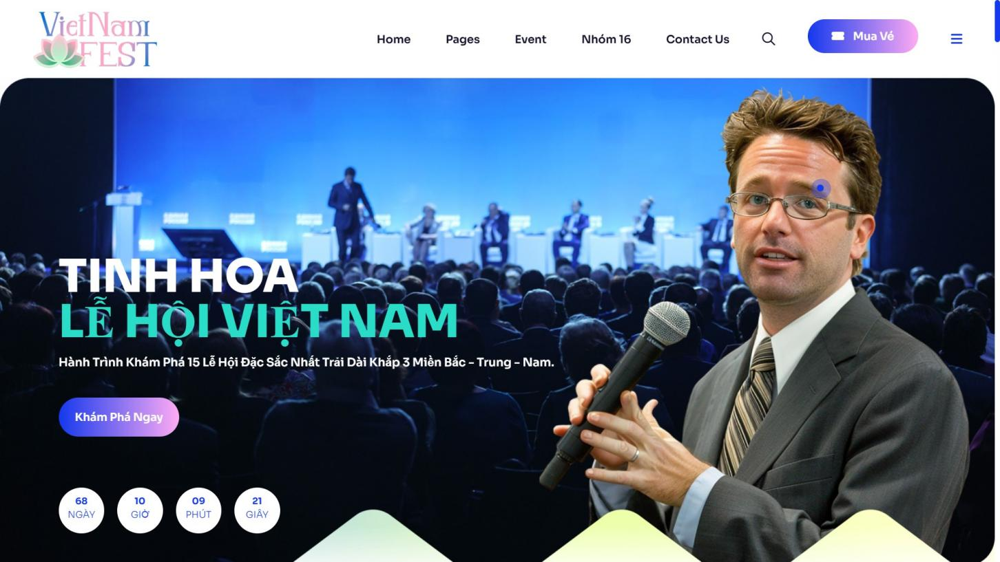 VietNam
FEST
Home
Pages
Event
Nhóm 16
Contact Us
Mua Vé
TINH HOA
LỄ HỘI VIỆT NAM
Hành Trình Khám Phá 15 Lễ Hội Đặc Sắc Nhất Trải Dài Khắp 3 Miền Bắc - Trung - Nam.
Khám Phá Ngay
68
NGÀY
10
GIỜ
09
PHÚT
21
GIÂY